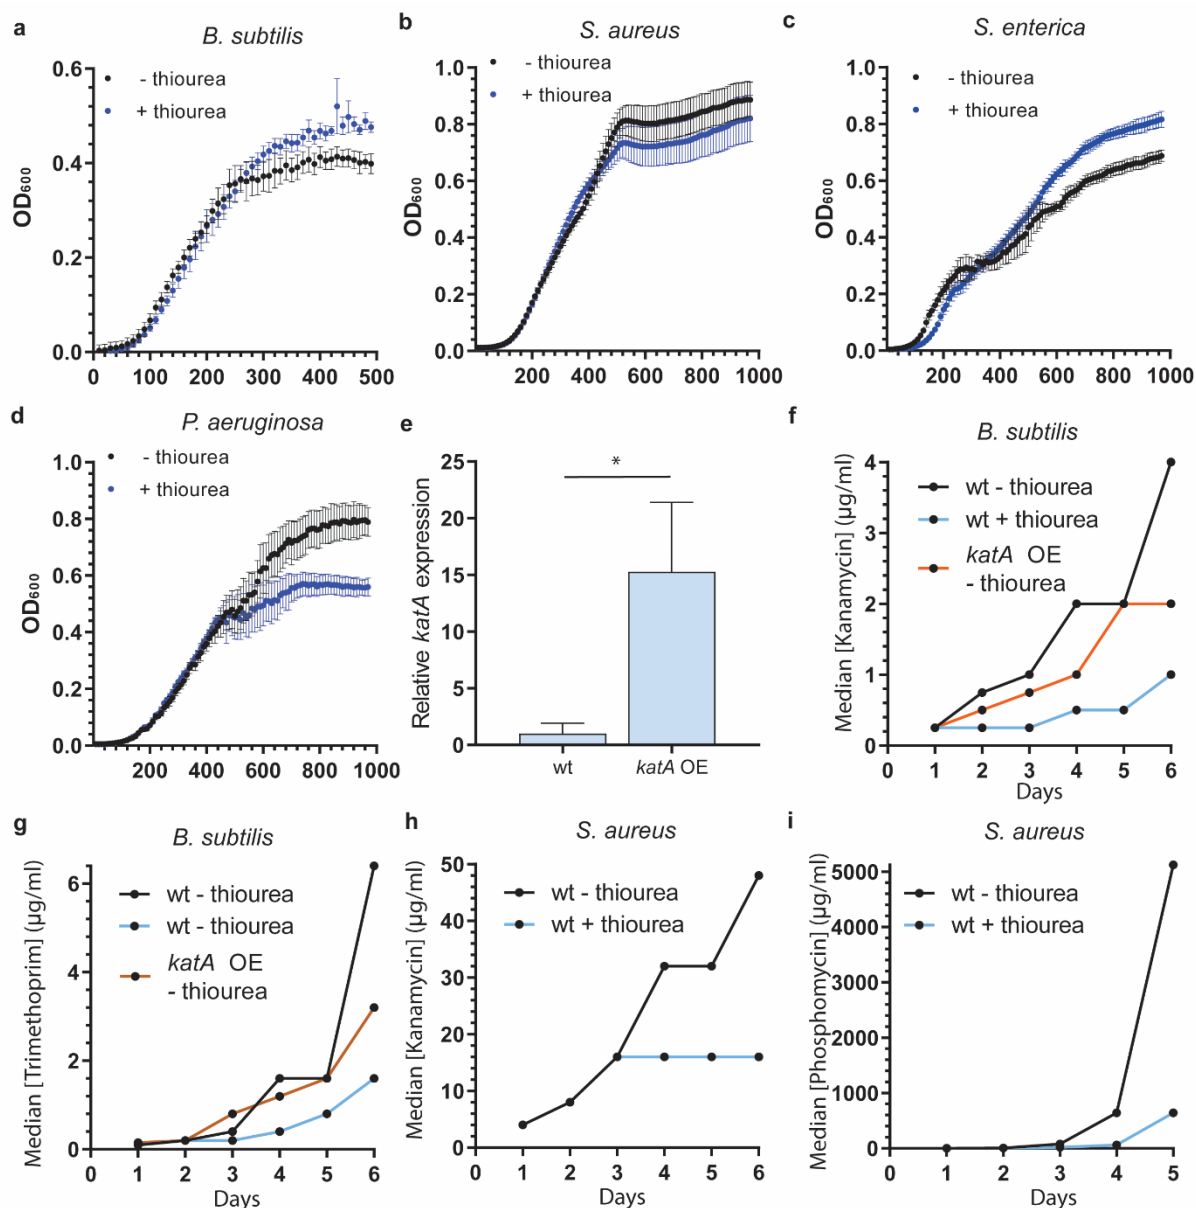 a
B. subtilis
- thiourea
+ thiourea
OD600
0.6
0.4
0.2
0.0
0 100 200 300 400 500
b
S. aureus
- thiourea
+ thiourea
1.0
0.8
0.6
0.4
0.2
0.0
200 400 600 800 1000
c
S. enterica
- thiourea
+ thiourea
OD600
1.0
0.8
0.6
0.4
0.2
0.0
200 400 600 800 1000
d
P. aeruginosa
- thiourea
+ thiourea
OD600
1.0
0.8
0.6
0.4
0.2
0.0
200 400 600 800 1000
e
Relative katA expression
25
20
15
10
5
0
*
wt katA OE
f
B. subtilis
wt - thiourea
wt + thiourea
katA OE
- thiourea
Median [Kanamycin] (µg/ml)
4
3
2
1
0
0 1 2 3 4 5 6
Days
g
B. subtilis
wt - thiourea
wt - thiourea
katA OE
- thiourea
Median [Trimethoprim] (µg/ml)
6
4
2
0
0 1 2 3 4 5 6
Days
h
S. aureus
wt - thiourea
wt + thiourea
Median [Kanamycin] (µg/ml)
50
40
30
20
10
0
0 1 2 3 4 5 6
Days
i
S. aureus
wt - thiourea
wt + thiourea
Median [Phosphomycin] (µg/ml)
5000
4000
3000
2000
1000
0
0 1 2 3 4 5
Days